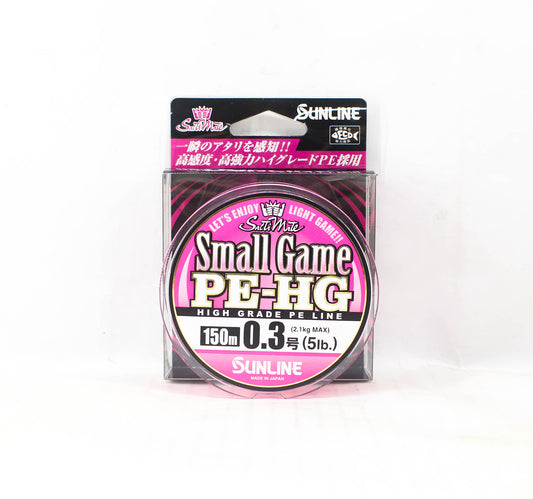 SaltiMate
SUNLINE
ECO
一瞬のアタリを感知!!
高感度・高強力ハイグレードPE採用
LET'S ENJOY LIGHT GAME!!
SaltiMate
Small Game
PE-HG
HIGH GRADE PE LINE
150m 0.3号 (5lb.)
(2.1kg MAX)
SUNLINE
MADE IN JAPAN